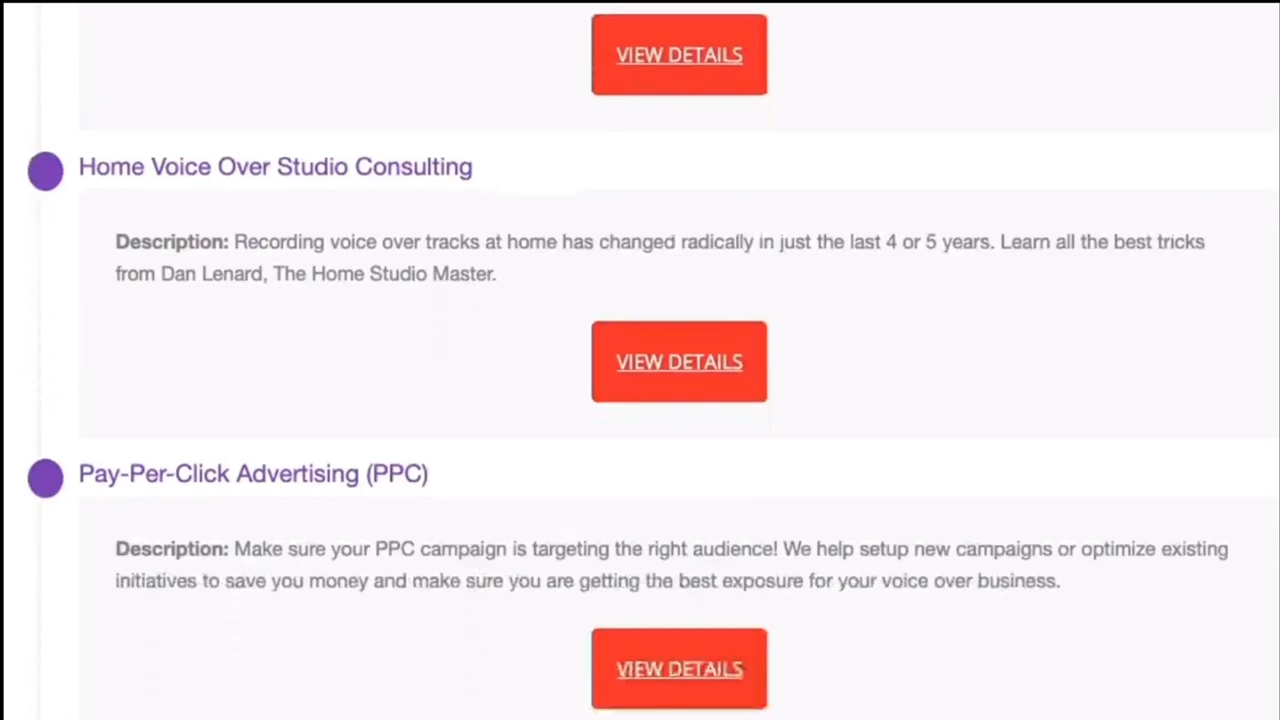 VIEW DETAILS
Home Voice Over Studio Consulting
Description: Recording voice over tracks at home has changed radically in just the last 4 or 5 years. Learn all the best tricks
from Dan Lenard, The Home Studio Master.
VIEW DETAILS
Pay-Per-Click Advertising (PPC)
Description: Make sure your PPC campaign is targeting the right audience! We help setup new campaigns or optimize existing
initiatives to save you money and make sure you are getting the best exposure for your voice over business.
VIEW DETAILS